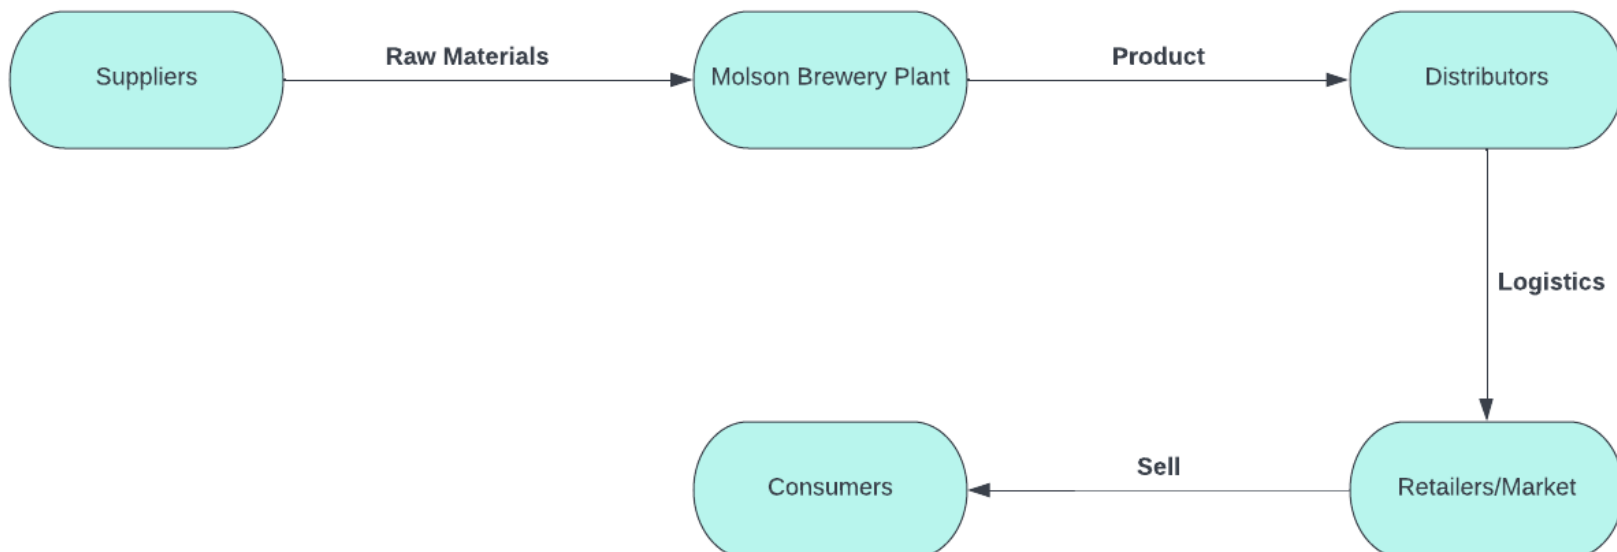 Suppliers
Raw Materials
Molson Brewery Plant
Product
Distributors
Logistics
Retailers/Market
Sell
Consumers